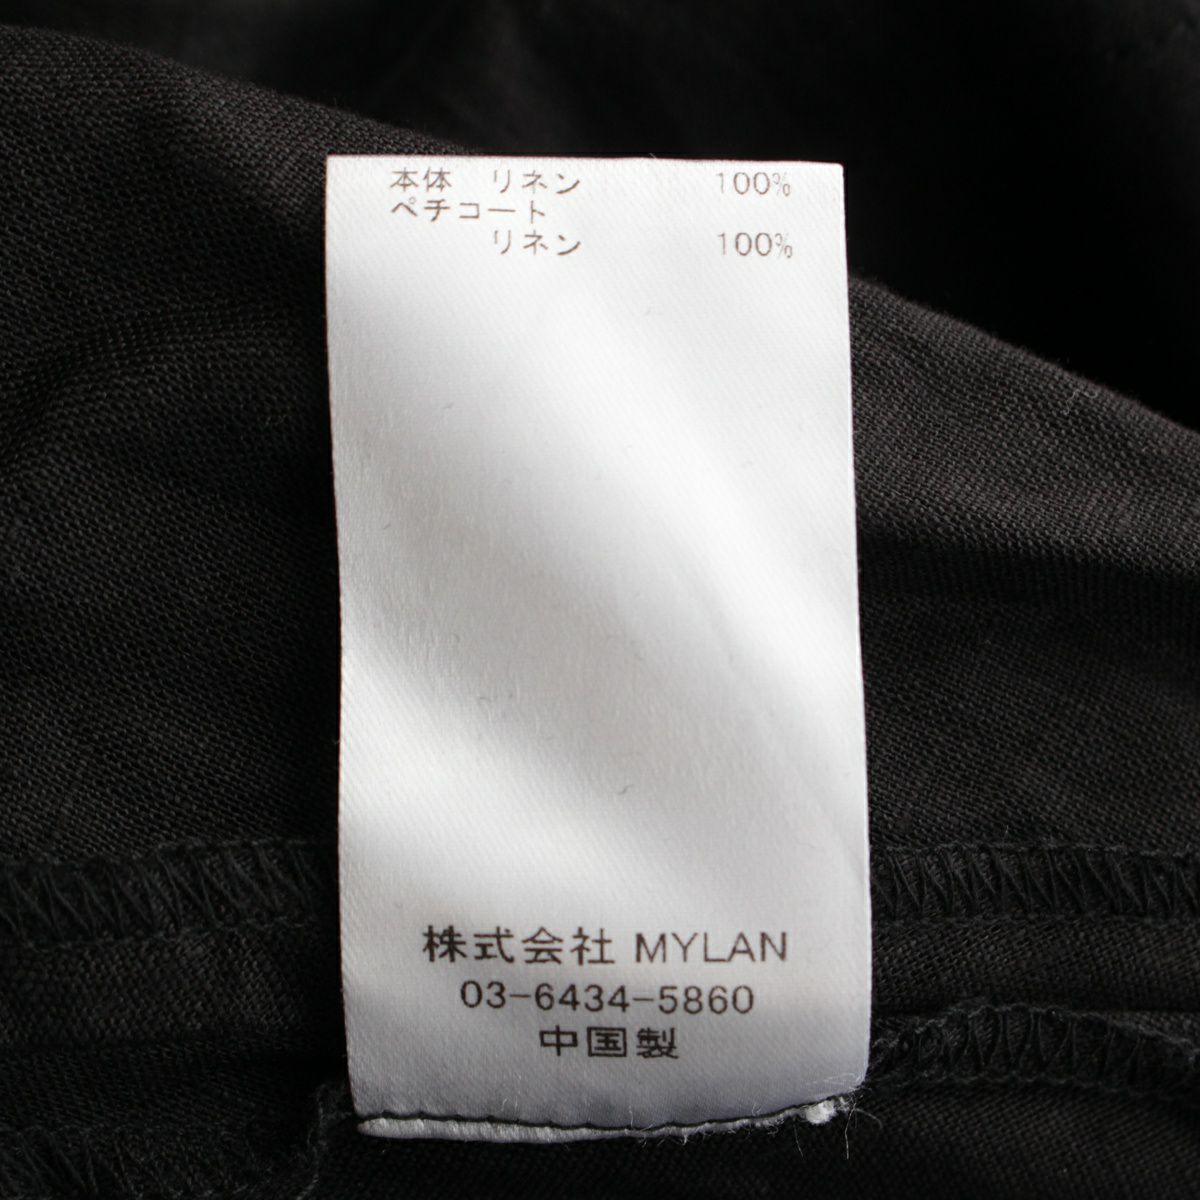 本体 リネン 100%
ペチコート
リネン 100%
株式会社 MYLAN
03-6434-5860
中国製